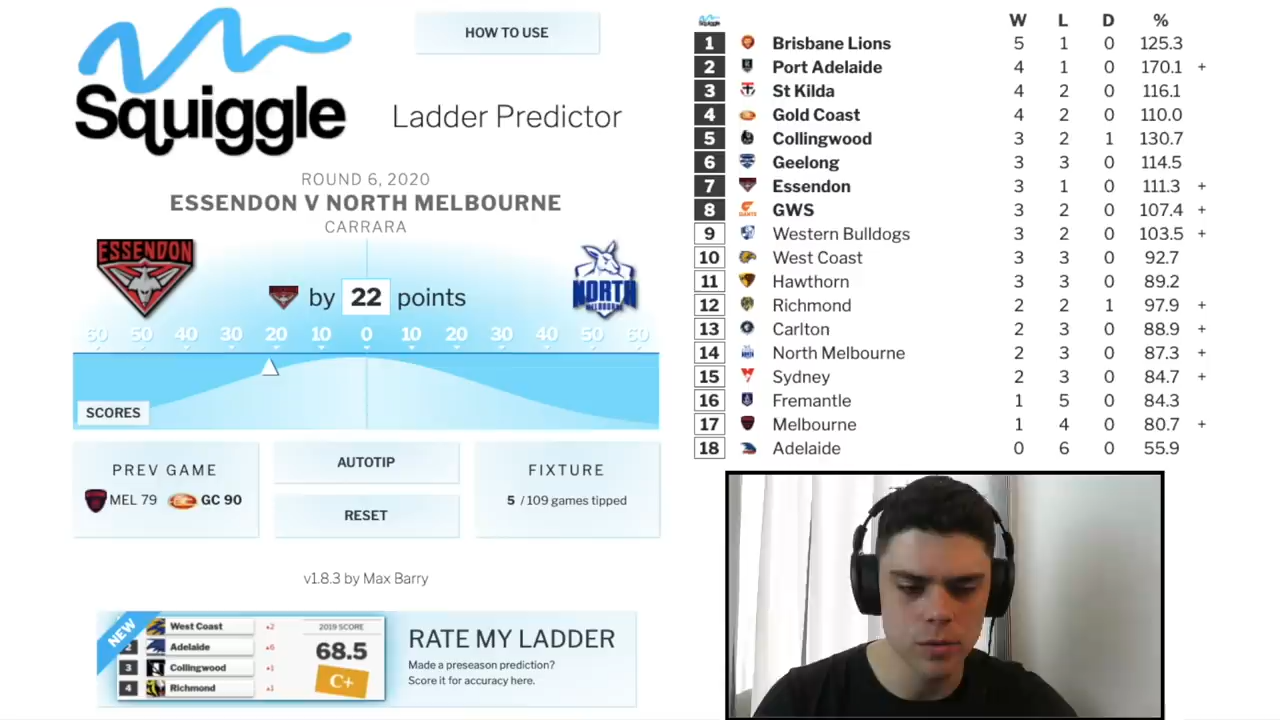 Squiggle
HOW TO USE
Ladder Predictor
ROUND 6, 2020
ESSENDON V NORTH MELBOURNE
CARRARA
ESSENDON
NORTH
by 22 points
60 50 40 30 20 10 0 10 20 30 40 50 60
SCORES
PREV GAME
MEL 79 GC 90
AUTOTIP
RESET
FIXTURE
5 / 109 games tipped
v1.8.3 by Max Barry
NEW
West Coast
Adelaide
3 Collingwood
4 Richmond
2019 SCORE
68.5
C+
RATE MY LADDER
Made a preseason prediction?
Score it for accuracy here.
W L D %
1 Brisbane Lions 5 1 0 125.3
2 Port Adelaide 4 1 0 170.1 +
3 St Kilda 4 2 0 116.1
4 Gold Coast 4 2 0 110.0
5 Collingwood 3 2 1 130.7
6 Geelong 3 3 0 114.5
7 Essendon 3 1 0 111.3 +
8 GWS 3 2 0 107.4 +
9 Western Bulldogs 3 2 0 103.5 +
10 West Coast 3 3 0 92.7
11 Hawthorn 3 3 0 89.2
12 Richmond 2 2 1 97.9 +
13 Carlton 2 3 0 88.9 +
14 North Melbourne 2 3 0 87.3 +
15 Sydney 2 3 0 84.7 +
16 Fremantle 1 5 0 84.3
17 Melbourne 1 4 0 80.7 +
18 Adelaide 0 6 0 55.9